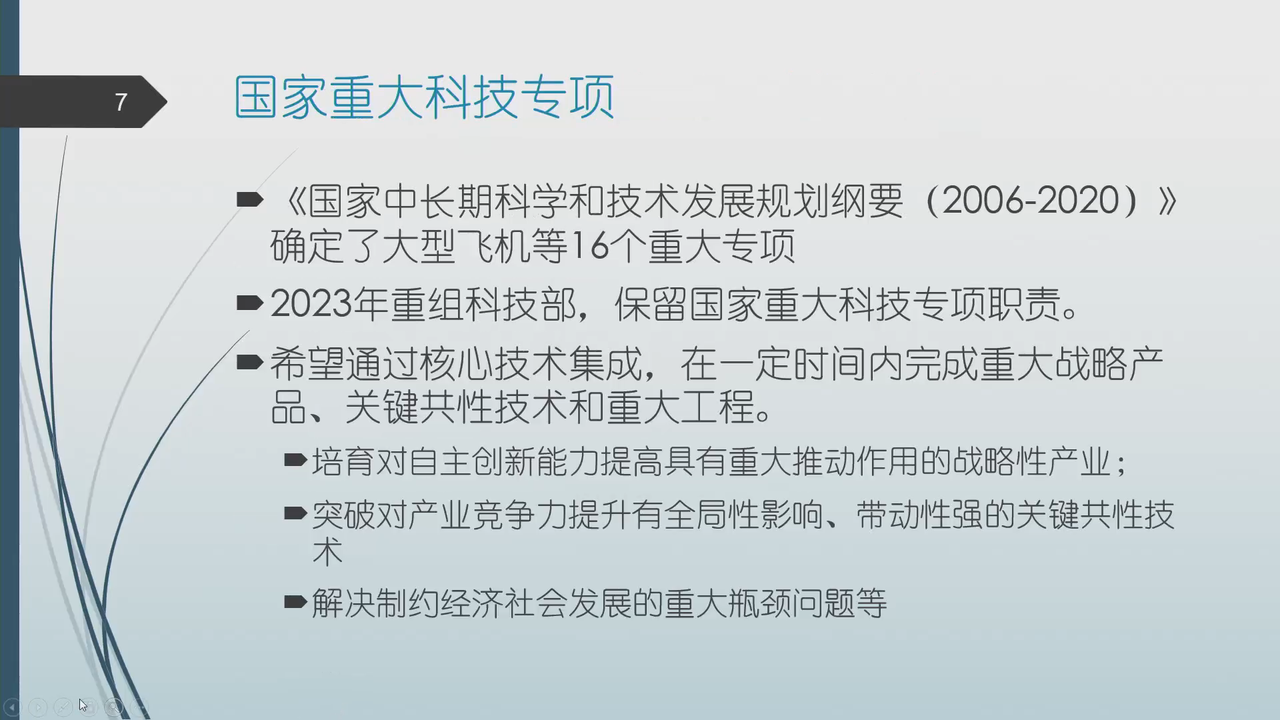 7
国家重大科技专项
《国家中长期科学和技术发展规划纲要（2006-2020）》
确定了大型飞机等16个重大专项
2023年重组科技部，保留国家重大科技专项职责。
希望通过核心技术集成，在一定时间内完成重大战略产
品、关键共性技术和重大工程。
培育对自主创新能力提高具有重大推动作用的战略性产业；
突破对产业竞争力提升有全局性影响、带动性强的关键共性技
术
解决制约经济社会发展的重大瓶颈问题等